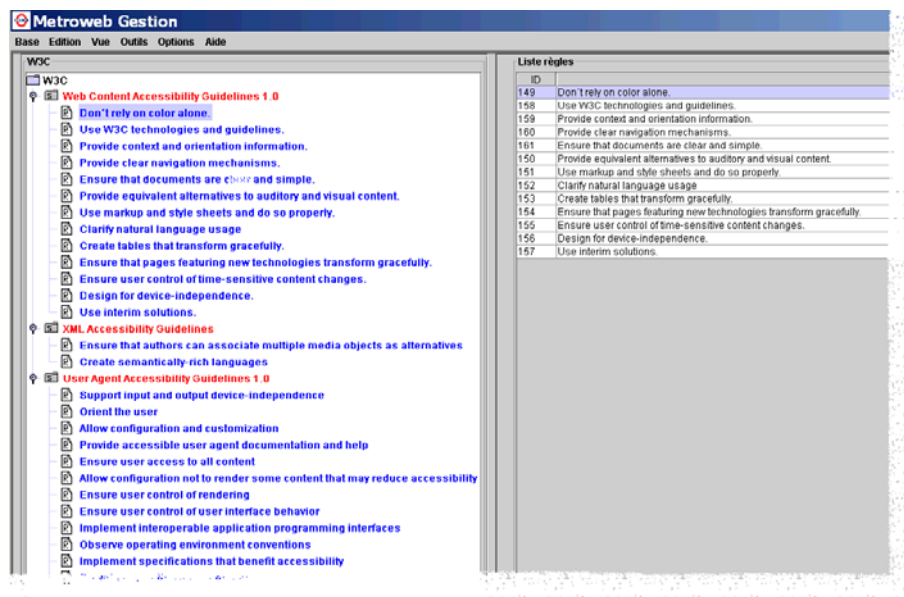 Metroweb Gestion
Base Edition Vue Outils Options Aide
W3C
W3C
Web Content Accessibility Guidelines 1.0
Don't rely on color alone.
Use W3C technologies and guidelines.
Provide context and orientation information.
Provide clear navigation mechanisms.
Ensure that documents are and simple.
Provide equivalent alternatives to auditory and visual content.
Use markup and style sheets and do so properly.
Clarify natural language usage
Create tables that transform gracefully.
Ensure that pages featuring new technologies transform gracefully.
Ensure user control of time-sensitive content changes.
Design for device-independence.
Use interim solutions.
XML Accessibility Guidelines
Ensure that authors can associate multiple media objects as alternatives
Create semantically-rich languages
User Agent Accessibility Guidelines 1.0
Support input and output device-independence
Orient the user
Allow configuration and customization
Provide accessible user agent documentation and help
Ensure user access to all content
Allow configuration not to render some content that may reduce accessibility
Ensure user control of rendering
Ensure user control of user interface behavior
Implement interoperable application programming interfaces
Observe operating environment conventions
Implement specifications that benefit accessibility
Liste règles
ID
149 Don't rely on color alone.
158 Use W3C technologies and guidelines.
159 Provide context and orientation information.
160 Provide clear navigation mechanisms.
161 Ensure that documents are clear and simple.
150 Provide equivalent alternatives to auditory and visual content.
151 Use markup and style sheets and do so properly.
152 Clarify natural language usage
153 Create tables that transform gracefully.
154 Ensure that pages featuring new technologies transform gracefully.
155 Ensure user control of time-sensitive content changes.
156 Design for device-independence.
157 Use interim solutions.